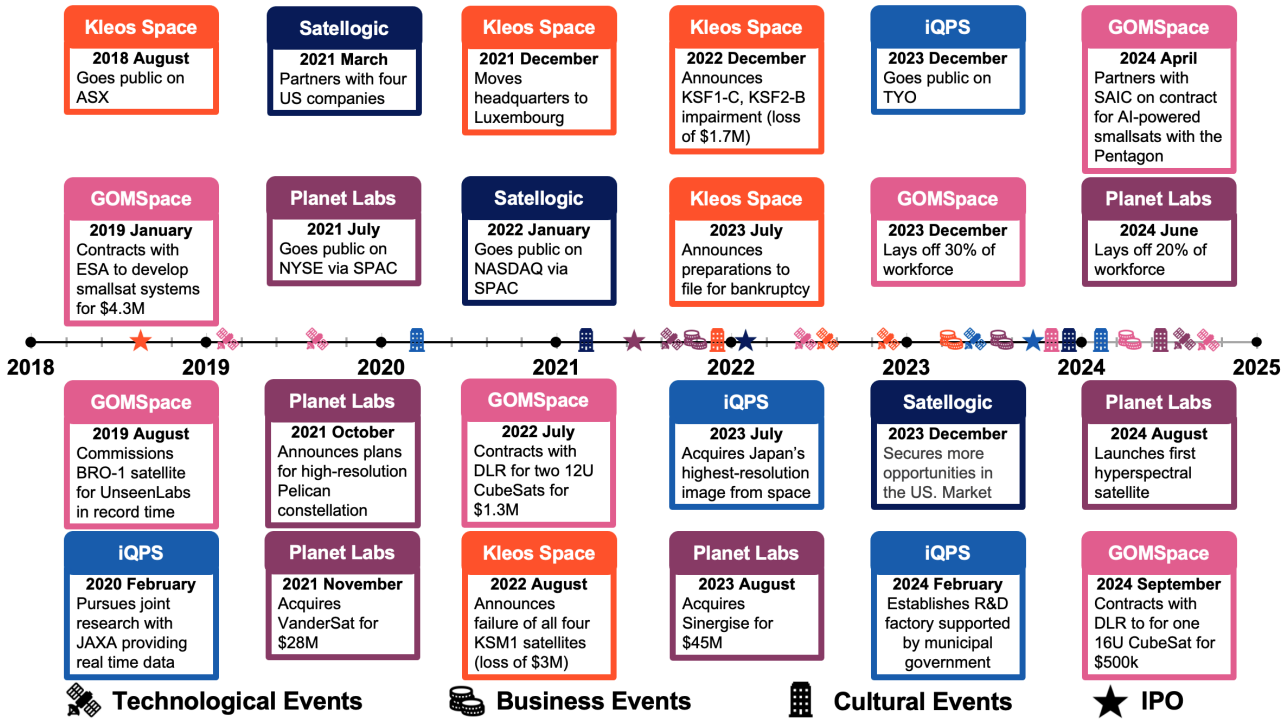 Kleos Space
2018 August
Goes public on
ASX
Satellogic
2021 March
Partners with four
US companies
Kleos Space
2021 December
Moves
headquarters to
Luxembourg
Kleos Space
2022 December
Announces
KSF1-C, KSF2-B
impairment (loss
of $1.7M)
iQPS
2023 December
Goes public on
TYO
GOMSpace
2024 April
Partners with
SAIC on contract
for AI-powered
smallsats with the
Pentagon
GOMSpace
2019 January
Contracts with
ESA to develop
smallsat systems
for $4.3M
Planet Labs
2021 July
Goes public on
NYSE via SPAC
Satellogic
2022 January
Goes public on
NASDAQ via
SPAC
Kleos Space
2023 July
Announces
preparations to
file for bankruptcy
GOMSpace
2023 December
Lays off 30% of
workforce
Planet Labs
2024 June
Lays off 20% of
workforce
2018 2019 2020 2021 2022 2023 2024 2025
GOMSpace
2019 August
Commissions
BRO-1 satellite
for UnseenLabs
in record time
Planet Labs
2021 October
Announces plans
for high-resolution
Pelican
constellation
GOMSpace
2022 July
Contracts with
DLR for two 12U
CubeSats for
$1.3M
iQPS
2023 July
Acquires Japan's
highest-resolution
image from space
Satellogic
2023 December
Secures more
opportunities in
the US. Market
Planet Labs
2024 August
Launches first
hyperspectral
satellite
iQPS
2020 February
Pursues joint
research with
JAXA providing
real time data
Planet Labs
2021 November
Acquires
VanderSat for
$28M
Kleos Space
2022 August
Announces
failure of all four
KSM1 satellites
(loss of $3M)
Planet Labs
2023 August
Acquires
Sinergise for
$45M
iQPS
2024 February
Establishes R&D
factory supported
by municipal
government
GOMSpace
2024 September
Contracts with
DLR to for one
16U CubeSat for
$500k
Technological Events Business Events Cultural Events IPO